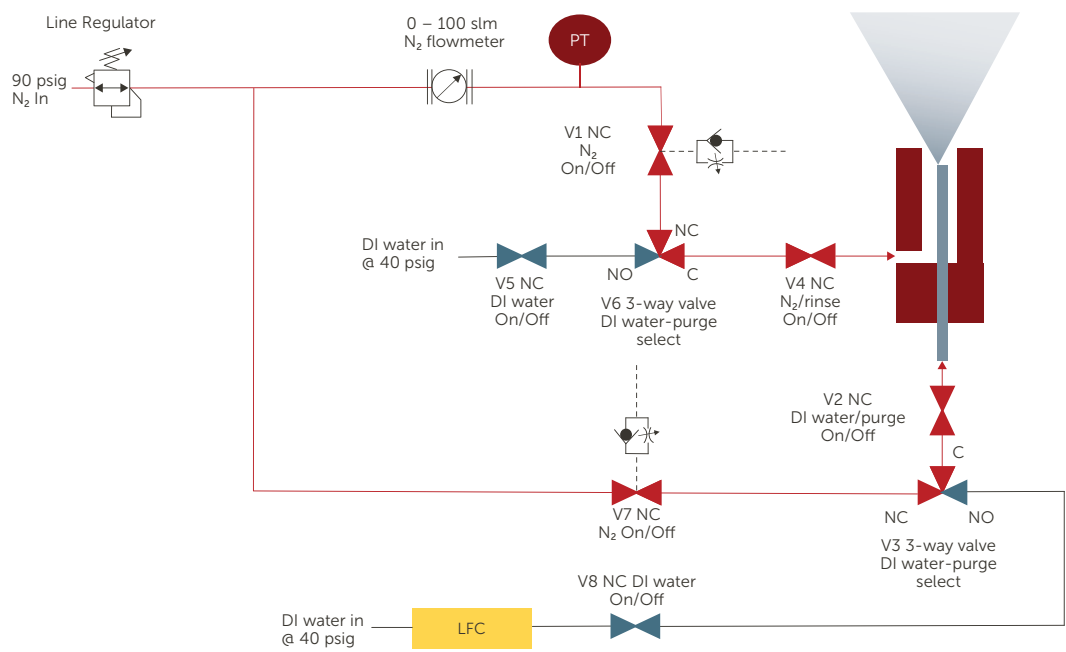 Line Regulator
0 – 100 slm
N₂ flowmeter
PT
90 psig
N₂ In
V1 NC
N₂
On/Off
DI water in
@ 40 psig
NC
NO
C
V5 NC
DI water
On/Off
V6 3-way valve
DI water-purge
select
V4 NC
N₂/rinse
On/Off
V2 NC
DI water/purge
On/Off
C
V7 NC
N₂ On/Off
NC
NO
V3 3-way valve
DI water-purge
select
V8 NC DI water
On/Off
DI water in
@ 40 psig
LFC